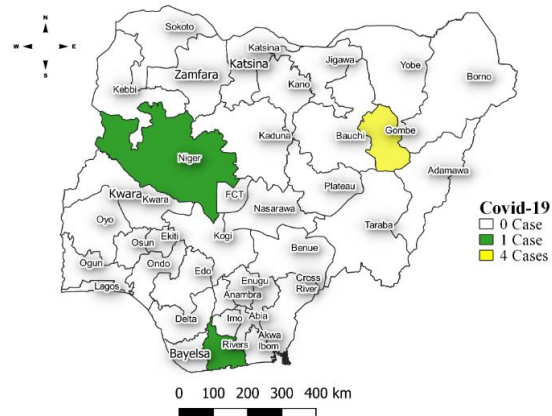 N
W E
S
Sokoto
Katsina
Katsina
Jigawa
Yobe
Borno
Zamfara
Kano
Kebbi
Kaduna
Bauchi
Gombe
Niger
Adamawa
Plateau
FCT
Kwara
Kwara
Nasarawa
Oyo
Taraba
Ekiti
Kogi
Osun
Benue
Ogun
Ondo
Edo
Cross
River
Enugu
Lagos
Anambra
Delta
Imo
Abia
Akwa
Ibom
Rivers
Bayelsa
Covid-19
0 Case
1 Case
4 Cases
0 100 200 300 400 km